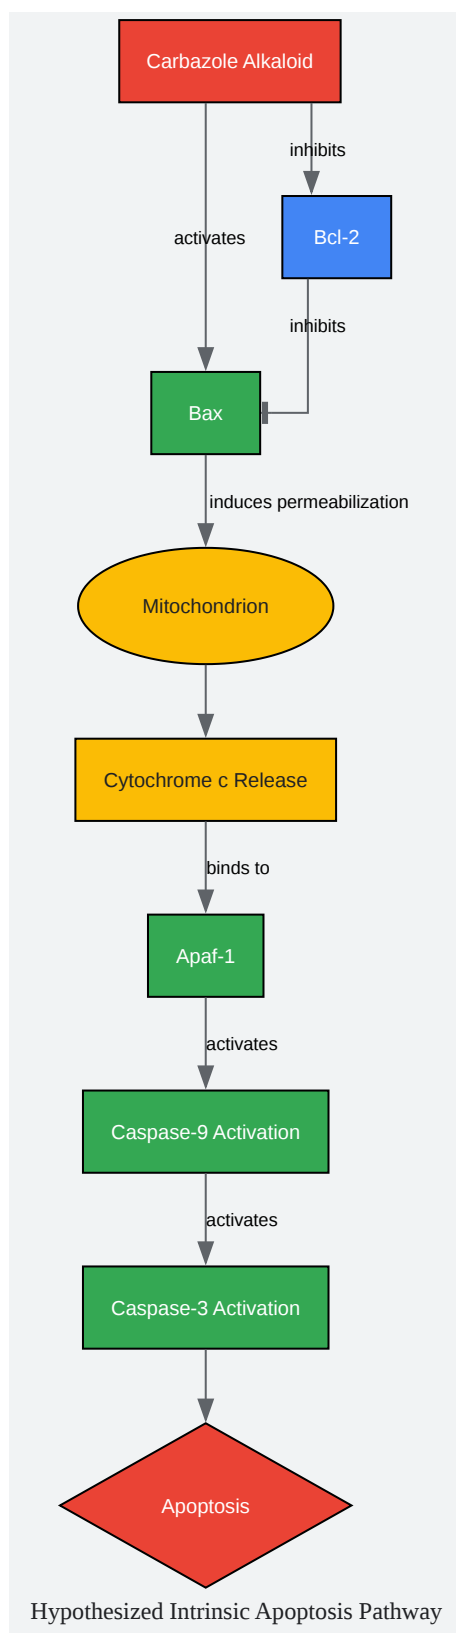 Carbazole Alkaloid
inhibits
activates
Bcl-2
inhibits
Bax
induces permeabilization
Mitochondrion
Cytochrome c Release
binds to
Apaf-1
activates
Caspase-9 Activation
activates
Caspase-3 Activation
Apoptosis
Hypothesized Intrinsic Apoptosis Pathway